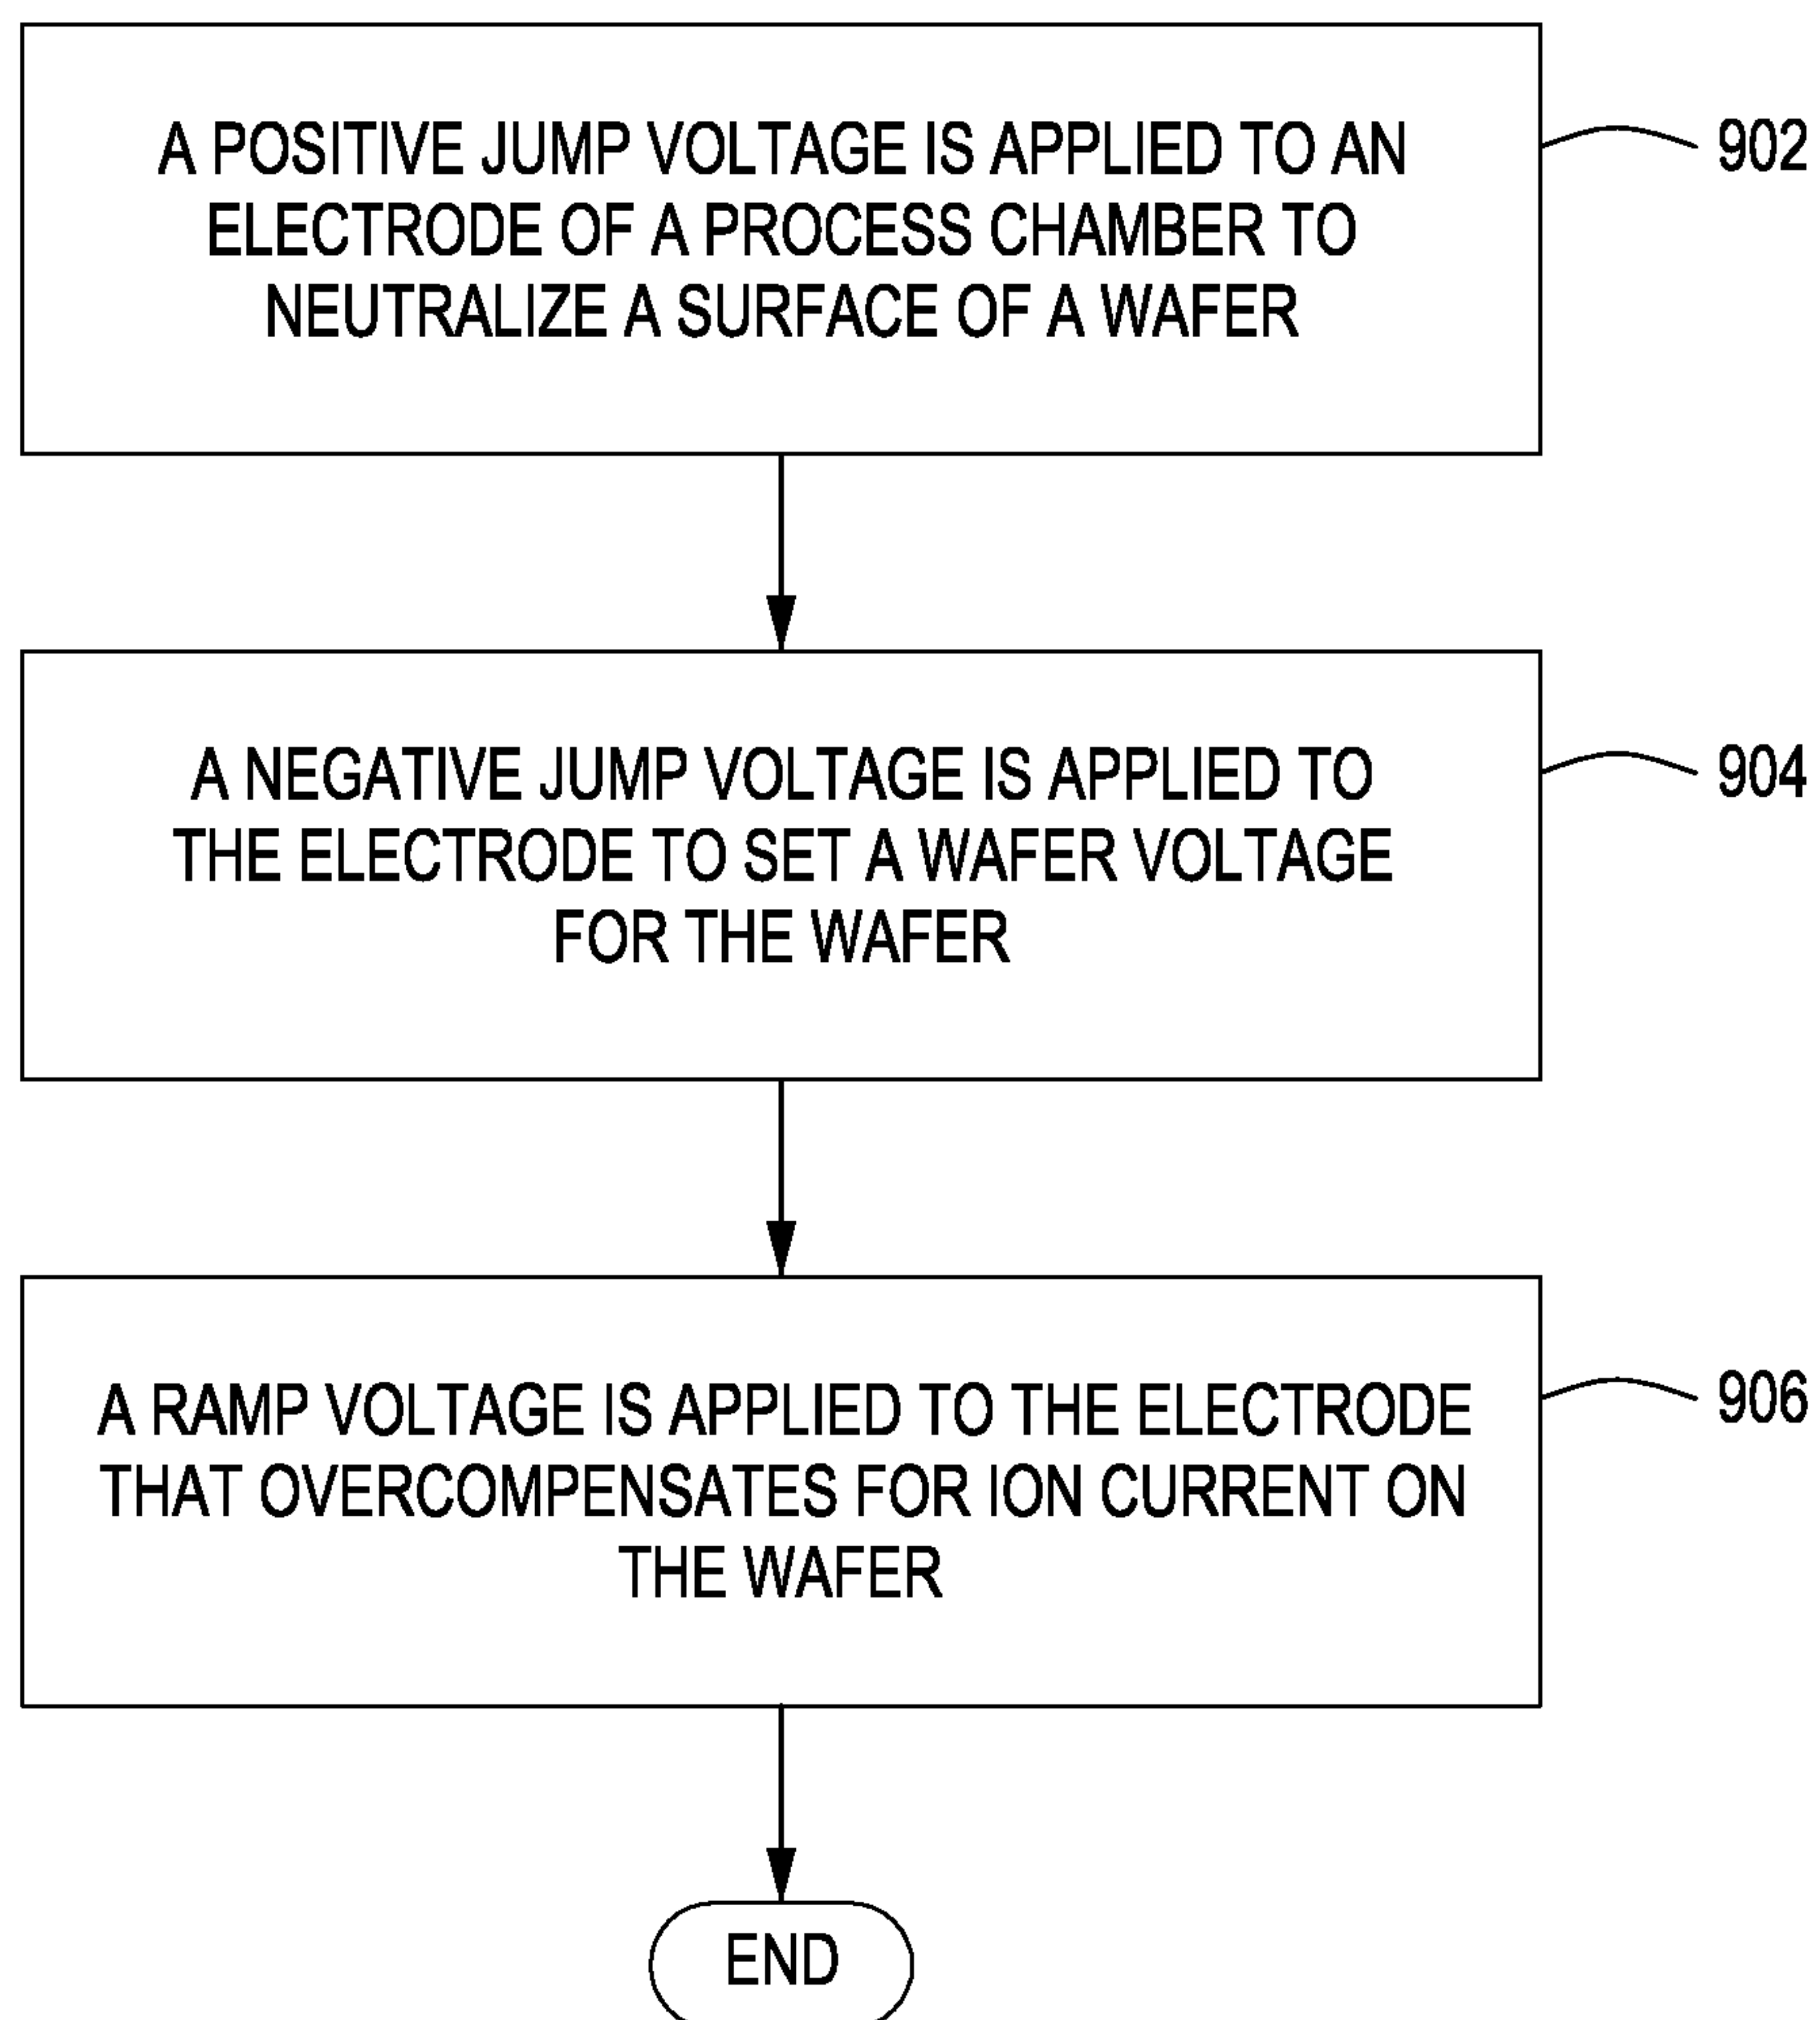 A POSITIVE JUMP VOLTAGE IS APPLIED TO AN
ELECTRODE OF A PROCESS CHAMBER TO
NEUTRALIZE A SURFACE OF A WAFER
902
A NEGATIVE JUMP VOLTAGE IS APPLIED TO
THE ELECTRODE TO SET A WAFER VOLTAGE
FOR THE WAFER
904
A RAMP VOLTAGE IS APPLIED TO THE ELECTRODE
THAT OVERCOMPENSATES FOR ION CURRENT ON
THE WAFER
906
END